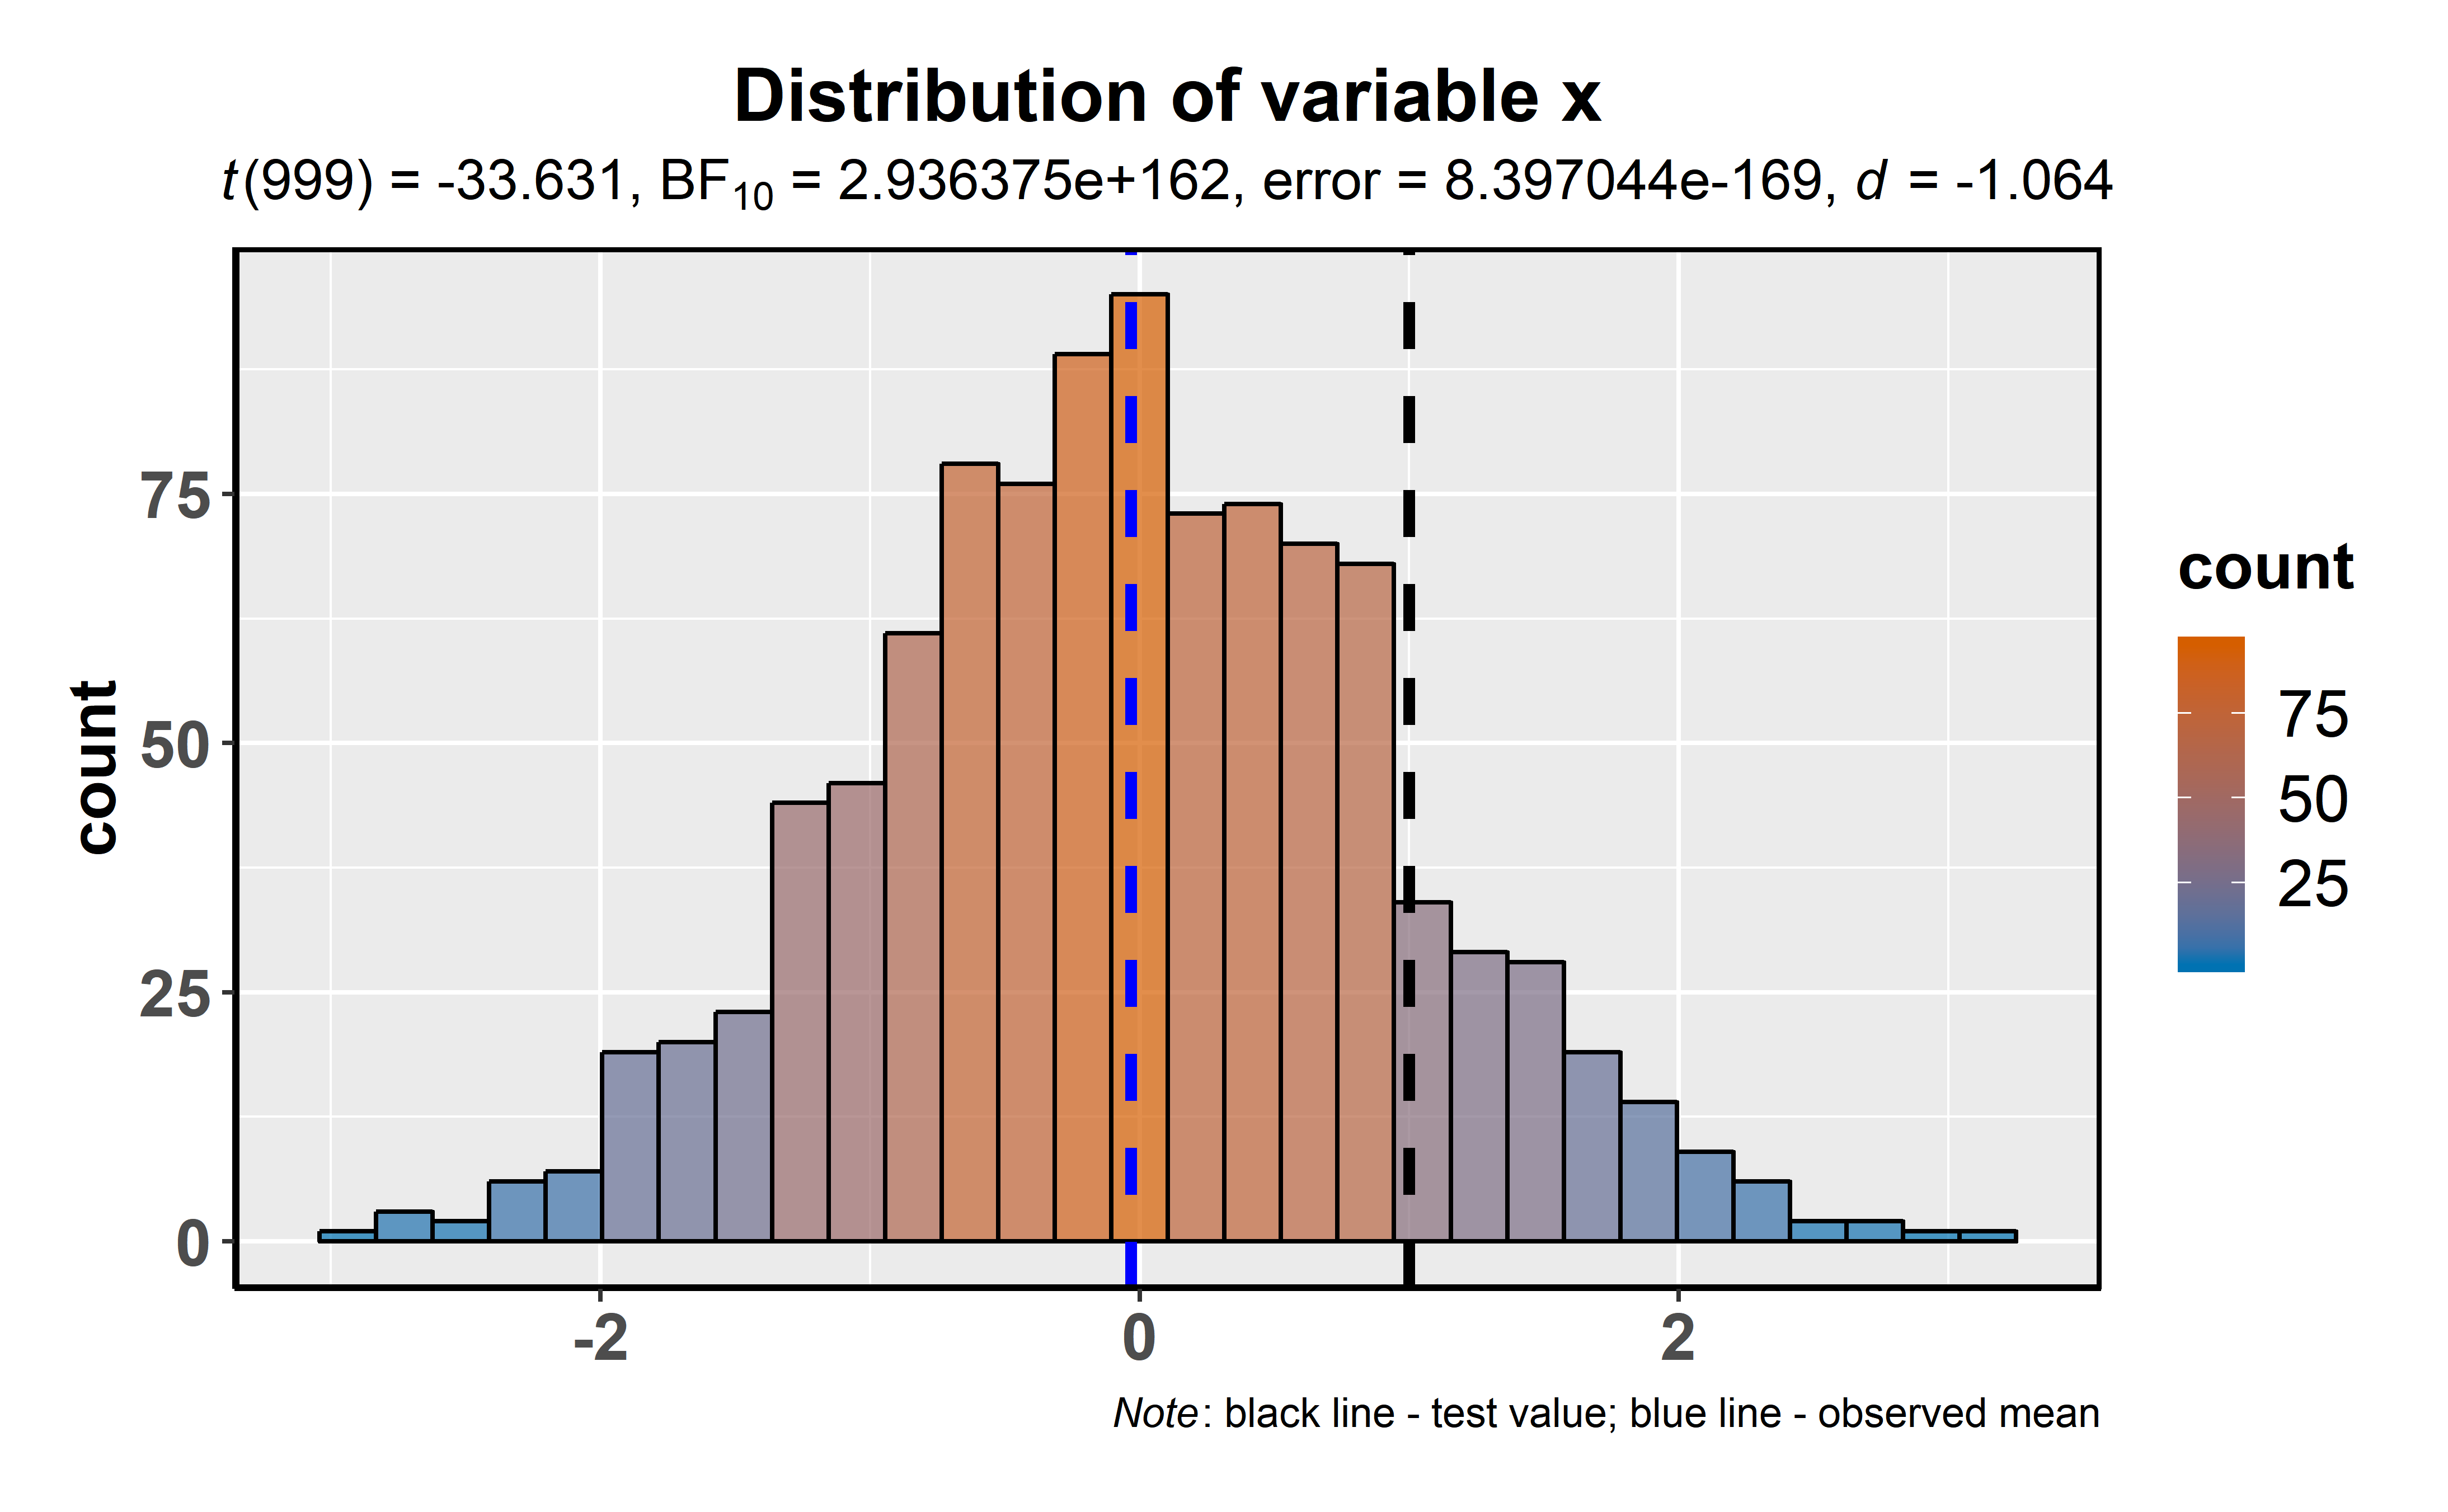 Distribution of variable x
t(999) = -33.631, BF₁₀ = 2.936375e+162, error = 8.397044e-169, d = -1.064
count
75
50
25
0
-2 0 2
count
75
50
25
Note: black line - test value; blue line - observed mean